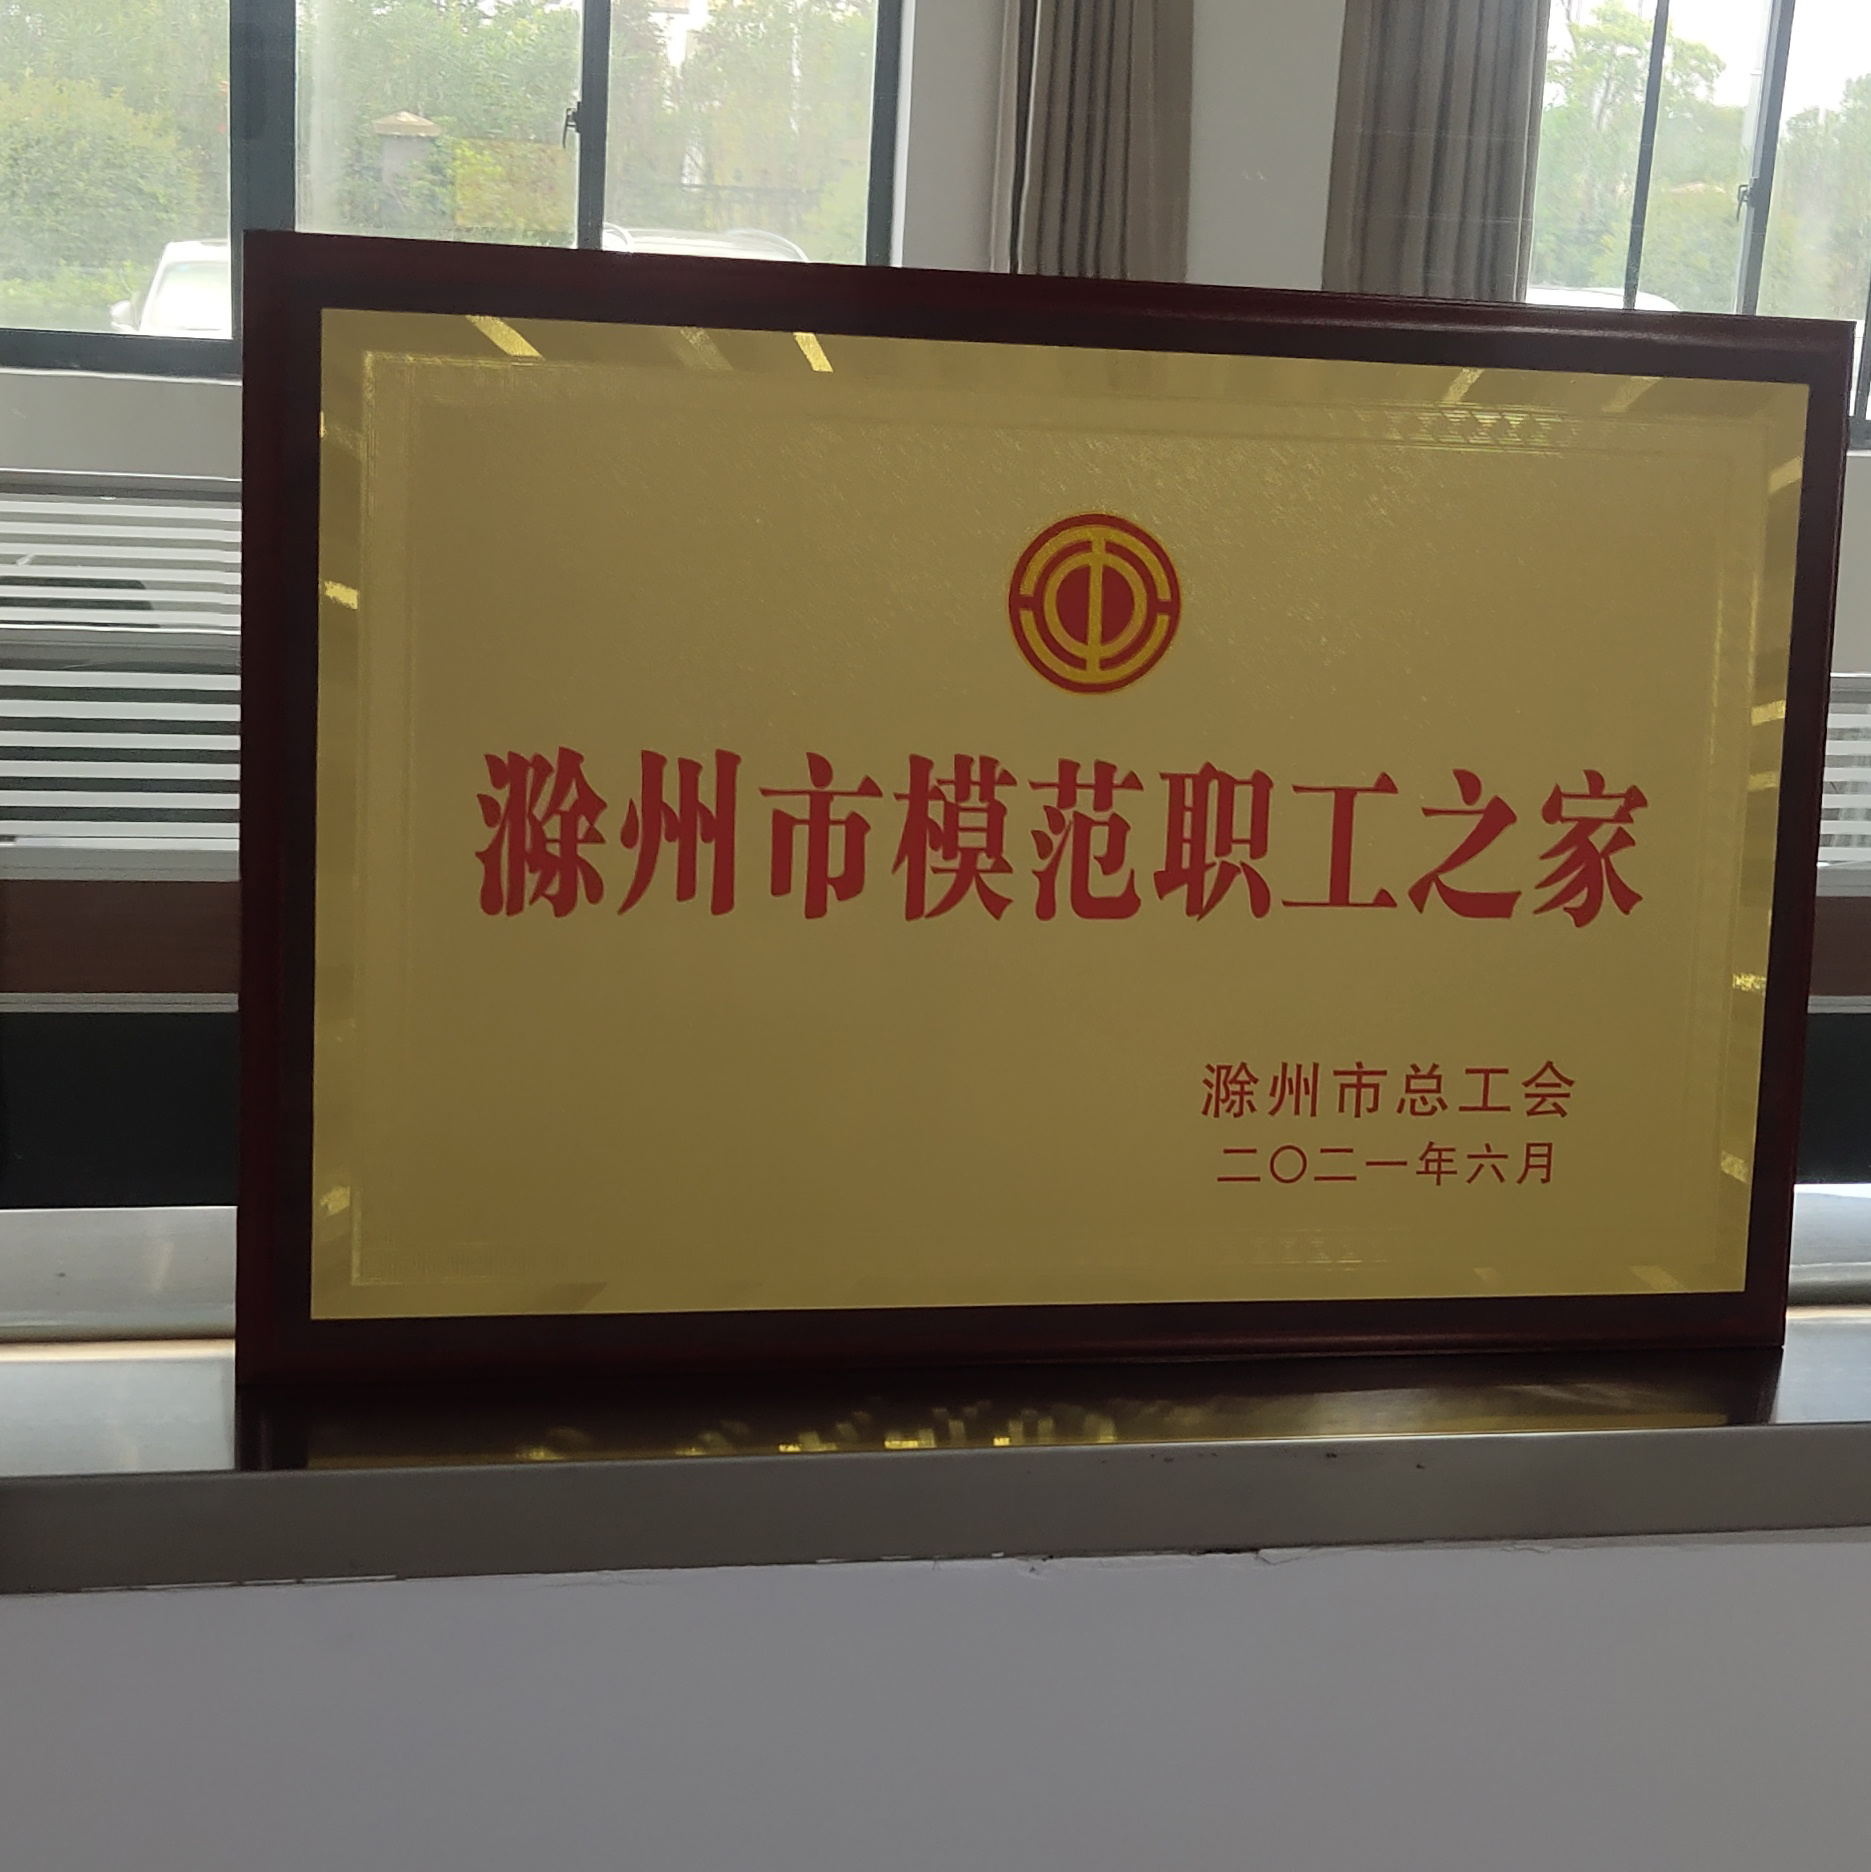 滁州市模范职工之家
滁州市总工会
二〇二一年六月